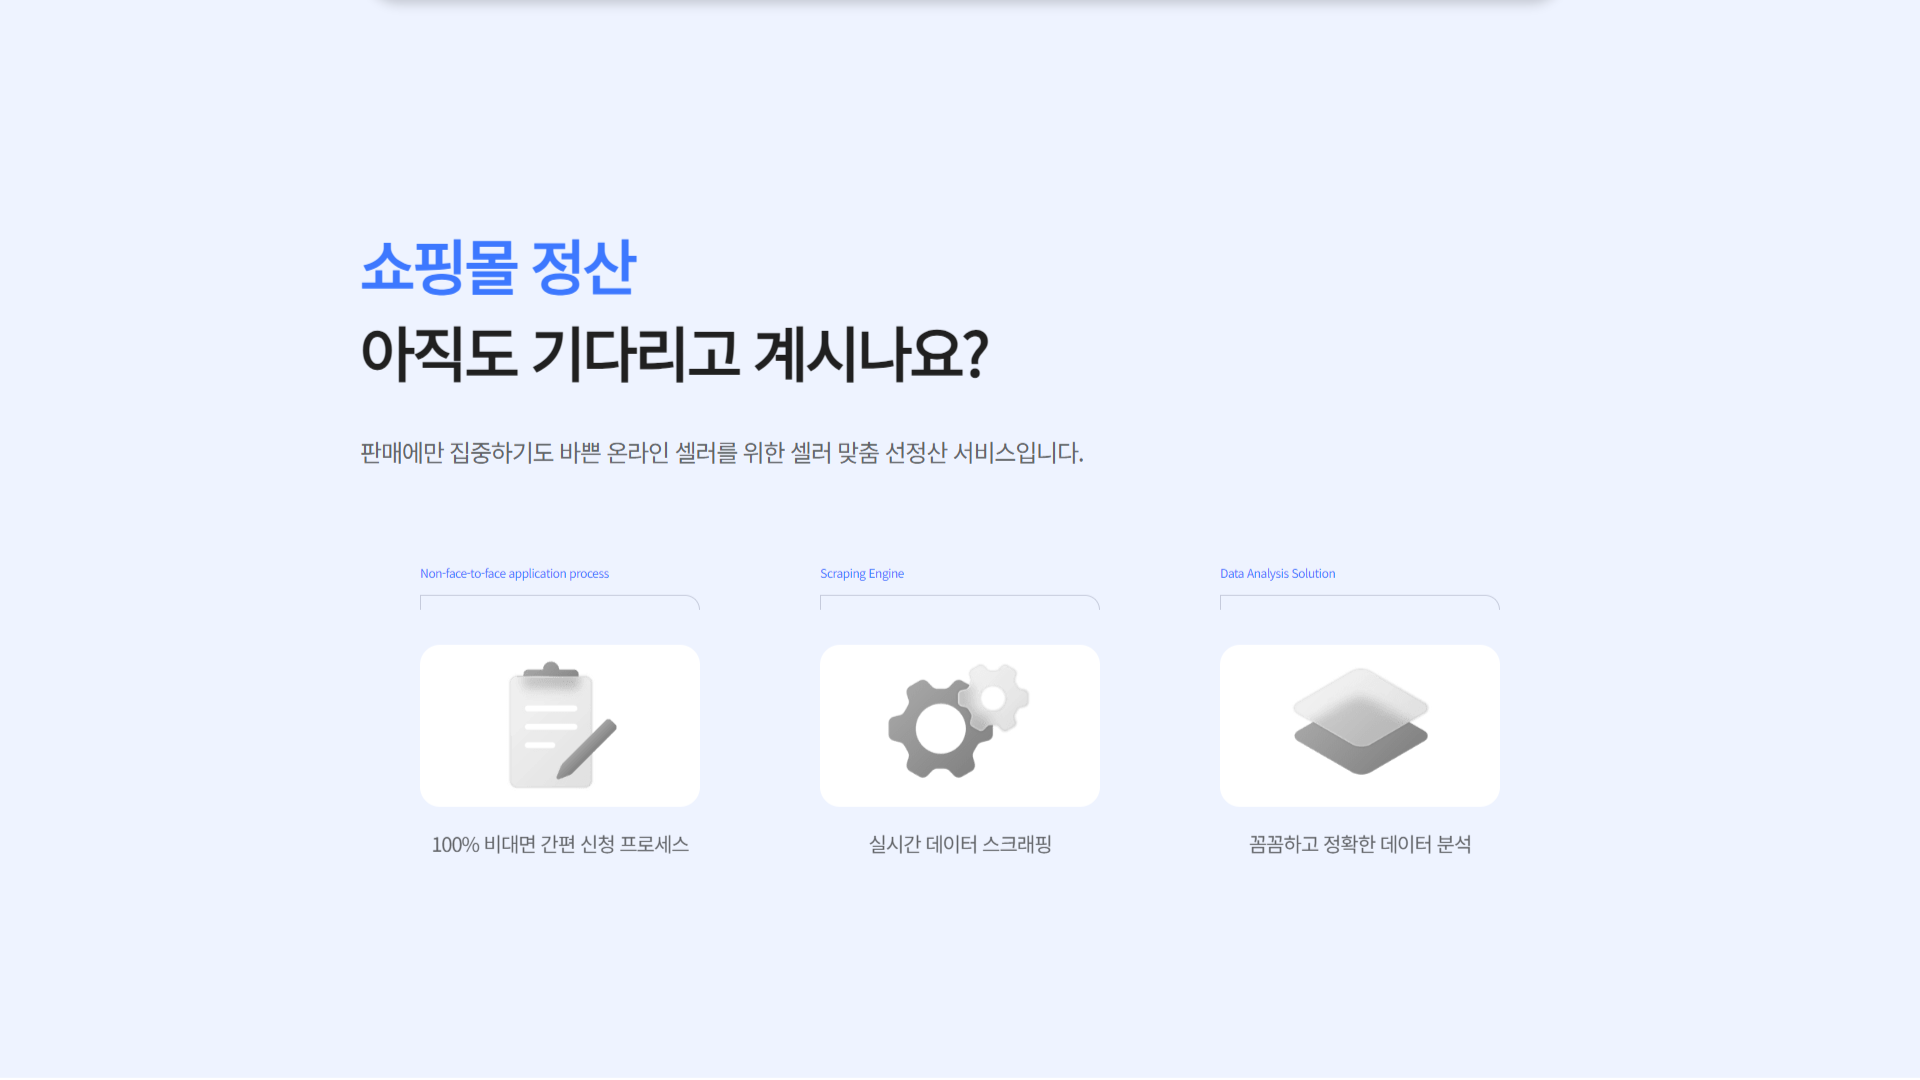 쇼핑몰 정산
아직도 기다리고 계시나요?
판매에만 집중하기도 바쁜 온라인 셀러를 위한 셀러 맞춤 선정산 서비스입니다.
Non-face-to-face application process
Scraping Engine
Data Analysis Solution
100% 비대면 간편 신청 프로세스
실시간 데이터 스크래핑
꼼꼼하고 정확한 데이터 분석